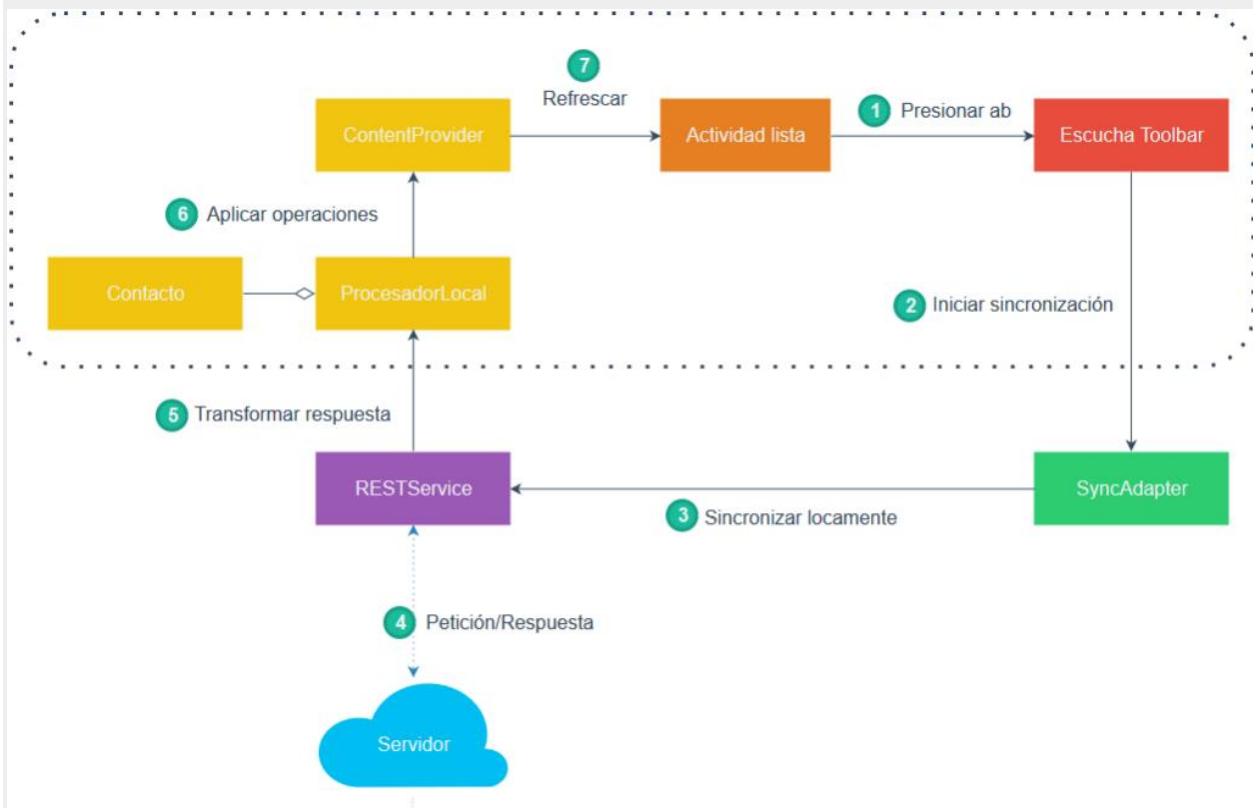 7
Refrescar
ContentProvider
Actividad lista
1 Presionar ab
Escucha Toolbar
6 Aplicar operaciones
Contacto
ProcesadorLocal
2 Iniciar sincronización
5 Transformar respuesta
RESTService
SyncAdapter
3 Sincronizar locamente
4 Petición/Respuesta
Servidor